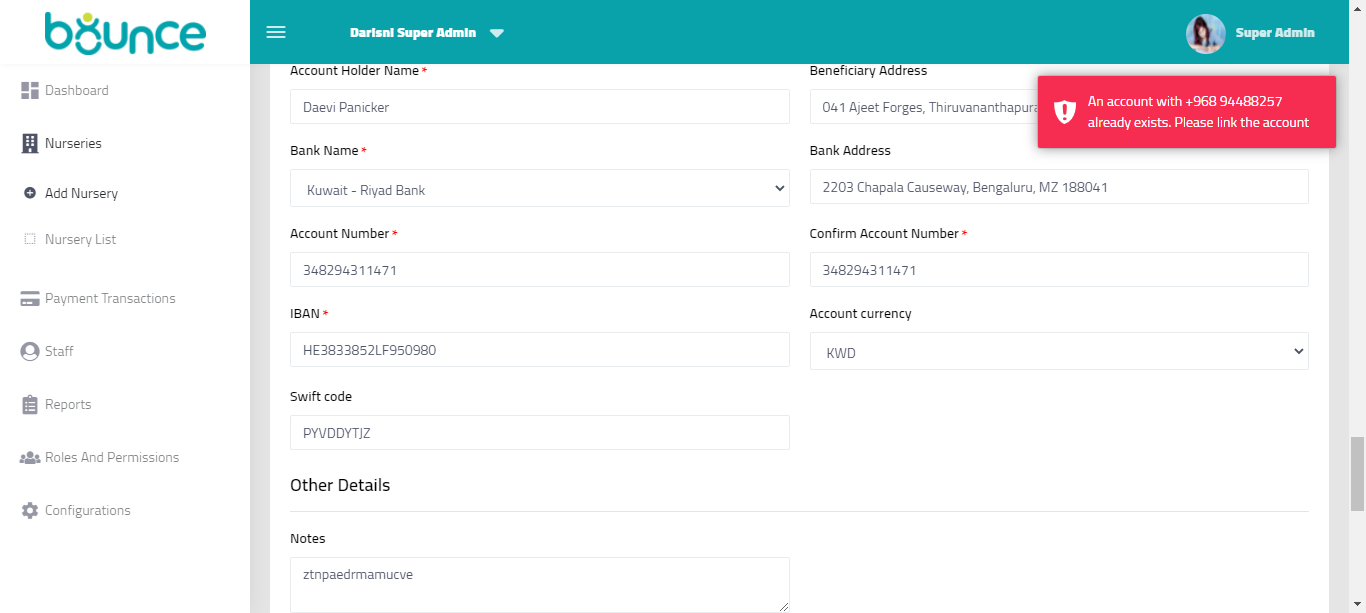 bounce
Darisni Super Admin
Super Admin
Dashboard
Nurseries
Add Nursery
Nursery List
Payment Transactions
Staff
Reports
Roles And Permissions
Configurations
An account with +968 94488257
already exists. Please link the account
Account Holder Name *
Daevi Panicker
Beneficiary Address
041 Ajeet Forges, Thiruvananthapura
Bank Name *
Kuwait - Riyad Bank
Bank Address
2203 Chapala Causeway, Bengaluru, MZ 188041
Account Number *
348294311471
Confirm Account Number *
348294311471
IBAN *
HE3833852LF950980
Account currency
KWD
Swift code
PYVDDYTJZ
Other Details
Notes
ztnpaedrmamucve